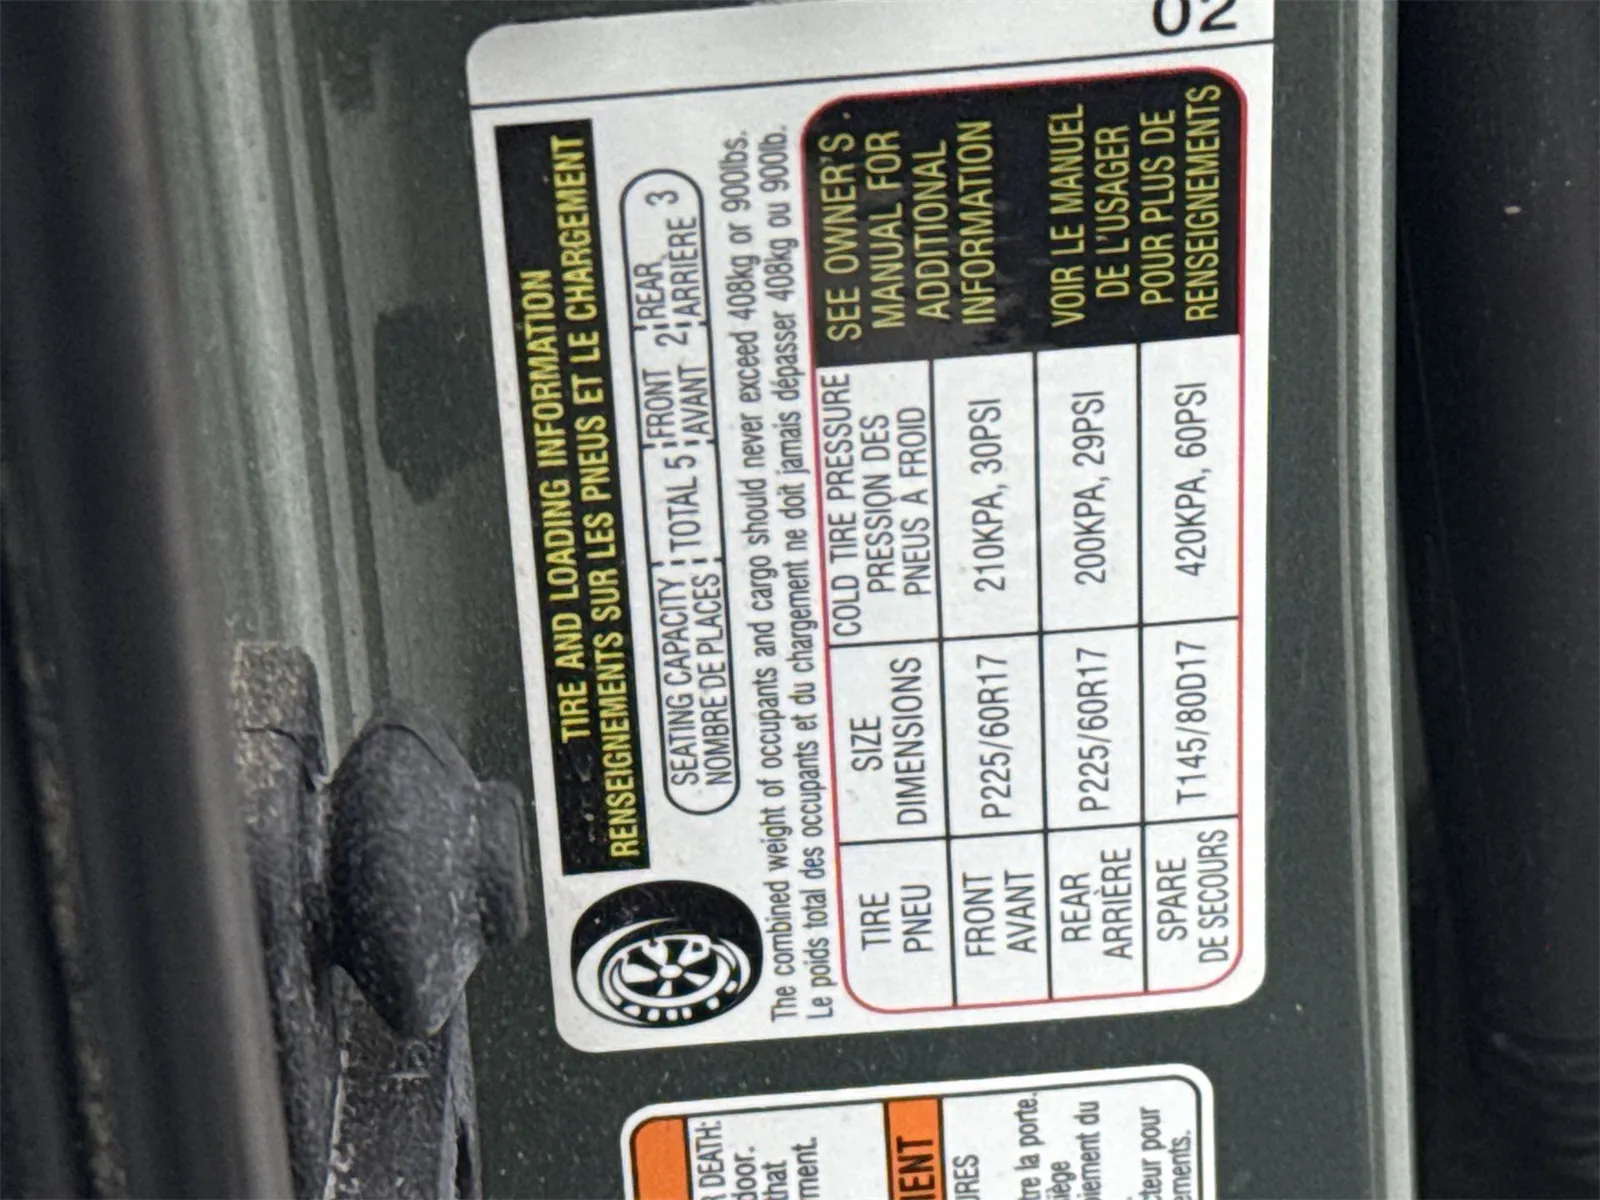 02
TIRE AND LOADING INFORMATION
RENSEIGNEMENTS SUR LES PNEUS ET LE CHARGEMENT
SEATING CAPACITY TOTAL 5 FRONT 2 REAR 3
NOMBRE DE PLACES AVANT ARRIÈRE
The combined weight of occupants and cargo should never exceed 408kg or 900lbs.
Le poids total des occupants et du chargement ne doit jamais dépasser 408kg ou 900lb.
TIRE SIZE COLD TIRE PRESSURE
PNEU DIMENSIONS PRESSION DES
PNEUS À FROID
FRONT P225/60R17 210KPA, 30PSI
AVANT
REAR P225/60R17 200KPA, 29PSI
ARRIÈRE
SPARE T145/80D17 420KPA, 60PSI
DE SECOURS
SEE OWNER'S
MANUAL FOR
ADDITIONAL
INFORMATION
VOIR LE MANUEL
DE L'USAGER
POUR PLUS DE
RENSEIGNEMENTS
DEATH:
door.
that